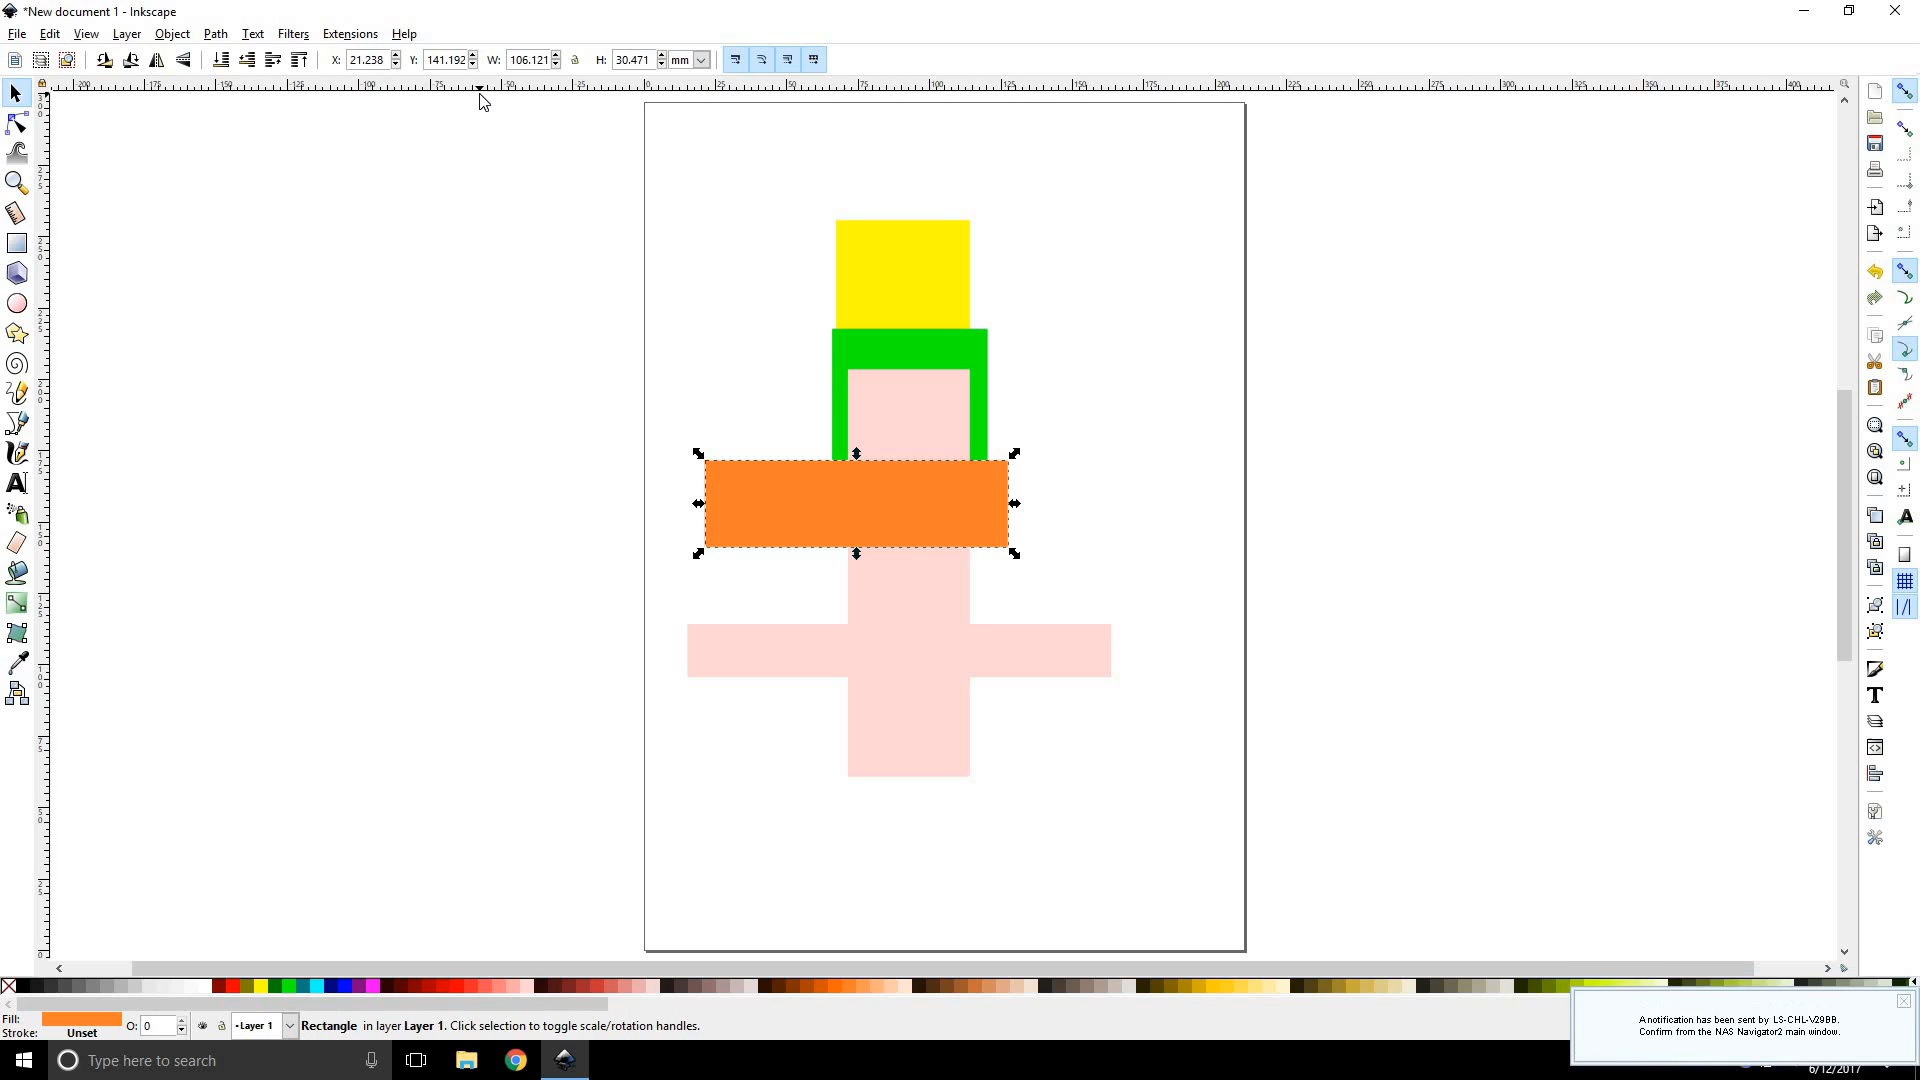 *New document 1 - Inkscape
File Edit View Layer Object Path Text Filters Extensions Help
X: 21.238 Y: 141.192 W: 106.121 H: 30.471 mm
Fill:
Stroke: Unset
O: 0
•Layer 1
Rectangle in layer Layer 1. Click selection to toggle scale/rotation handles.
A notification has been sent by LS-CHL-V29BB.
Confirm from the NAS Navigator2 main window.
Type here to search
6/12/2017